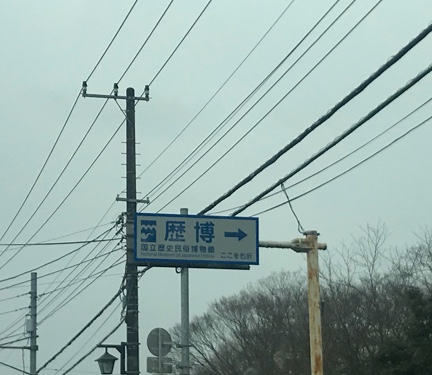 歴博 →
国立歴史民俗博物館
National Museum of Japanese History
ここを右折